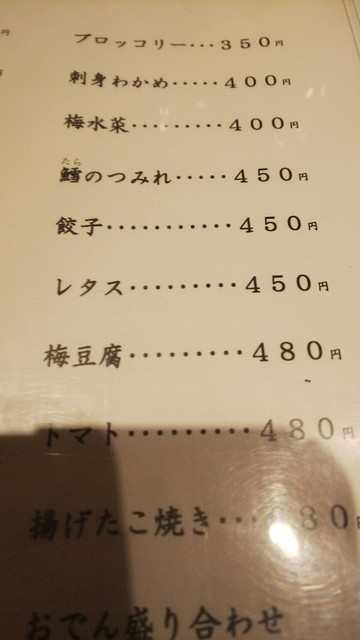 ブロッコリー・・・３５０円
刺身わかめ・・・・・４００円
梅水菜・・・・・・・・・４００円
鱈のつみれ・・・・・４５０円
たら
餃子・・・・・・・・・・・４５０円
レタス・・・・・・・・・４５０円
梅豆腐・・・・・・・・・４８０円
トマト・・・・・・・・・４８０円
揚げたこ焼き・・・８０円
おでん盛り合わせ
円